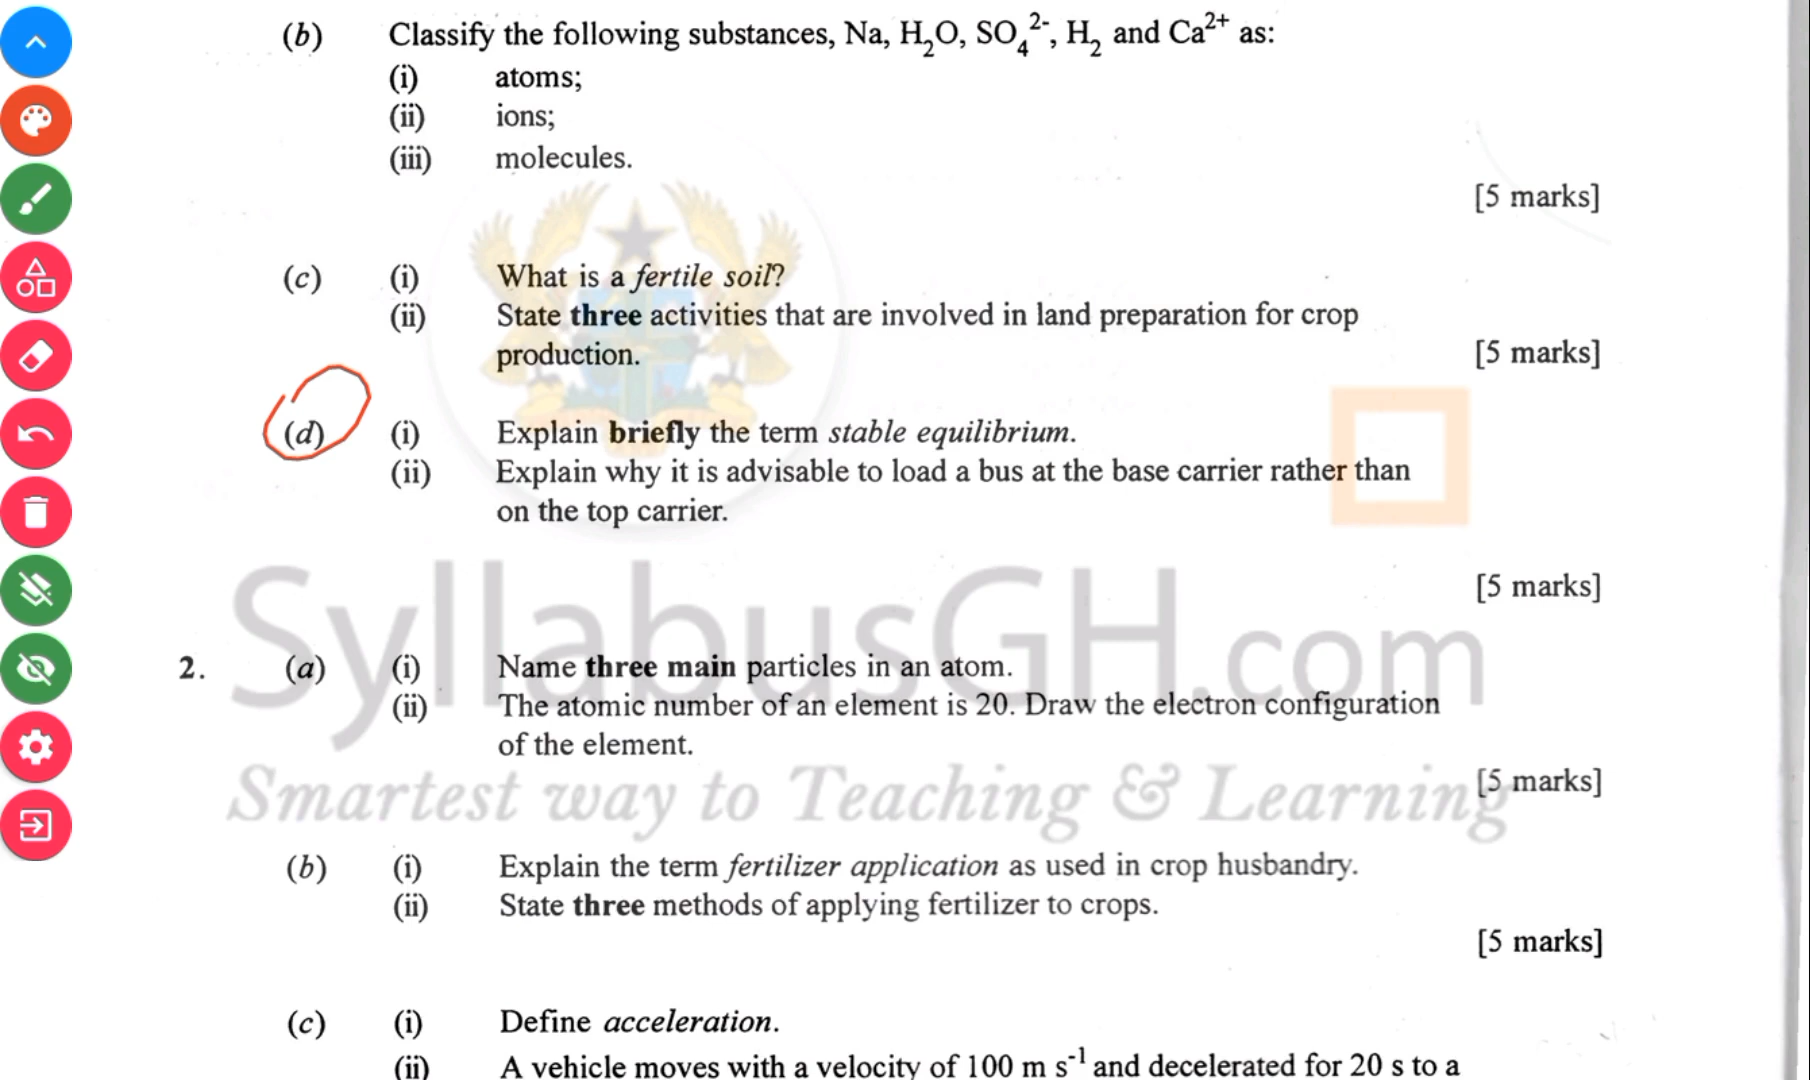 (b) Classify the following substances, Na, H₂O, SO₄²⁻, H₂ and Ca²⁺ as:
(i) atoms;
(ii) ions;
(iii) molecules.
[5 marks]
(c) (i) What is a fertile soil?
(ii) State three activities that are involved in land preparation for crop
production.
[5 marks]
(d) (i) Explain briefly the term stable equilibrium.
(ii) Explain why it is advisable to load a bus at the base carrier rather than
on the top carrier.
[5 marks]
SyllabusGH.com
2. (a) (i) Name three main particles in an atom.
(ii) The atomic number of an element is 20. Draw the electron configuration
of the element.
[5 marks]
Smartest way to Teaching & Learning
(b) (i) Explain the term fertilizer application as used in crop husbandry.
(ii) State three methods of applying fertilizer to crops.
[5 marks]
(c) (i) Define acceleration.
(ii) A vehicle moves with a velocity of 100 m s⁻¹ and decelerated for 20 s to a